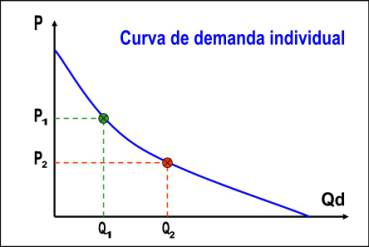 P
Curva de demanda individual
P1
P2
Qd
Q1
Q2